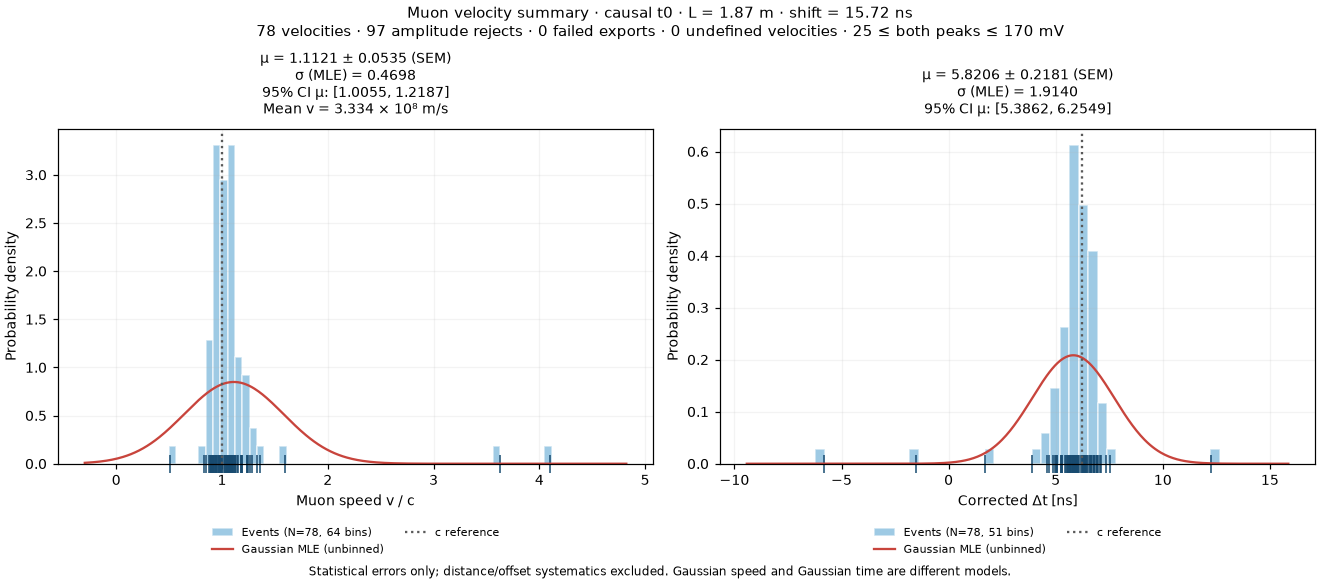 Muon velocity summary · causal t0 · L = 1.87 m · shift = 15.72 ns
78 velocities · 97 amplitude rejects · 0 failed exports · 0 undefined velocities · 25 ≤ both peaks ≤ 170 mV
μ = 1.1121 ± 0.0535 (SEM)
σ (MLE) = 0.4698
95% CI μ: [1.0055, 1.2187]
Mean v = 3.334 × 10⁸ m/s
Probability density
3.0
2.5
2.0
1.5
1.0
0.5
0.0
0 1 2 3 4 5
Muon speed v / c
Events (N=78, 64 bins)
Gaussian MLE (unbinned)
c reference
μ = 5.8206 ± 0.2181 (SEM)
σ (MLE) = 1.9140
95% CI μ: [5.3862, 6.2549]
Probability density
0.6
0.5
0.4
0.3
0.2
0.1
0.0
−10 −5 0 5 10 15
Corrected Δt [ns]
Events (N=78, 51 bins)
Gaussian MLE (unbinned)
c reference
Statistical errors only; distance/offset systematics excluded. Gaussian speed and Gaussian time are different models.